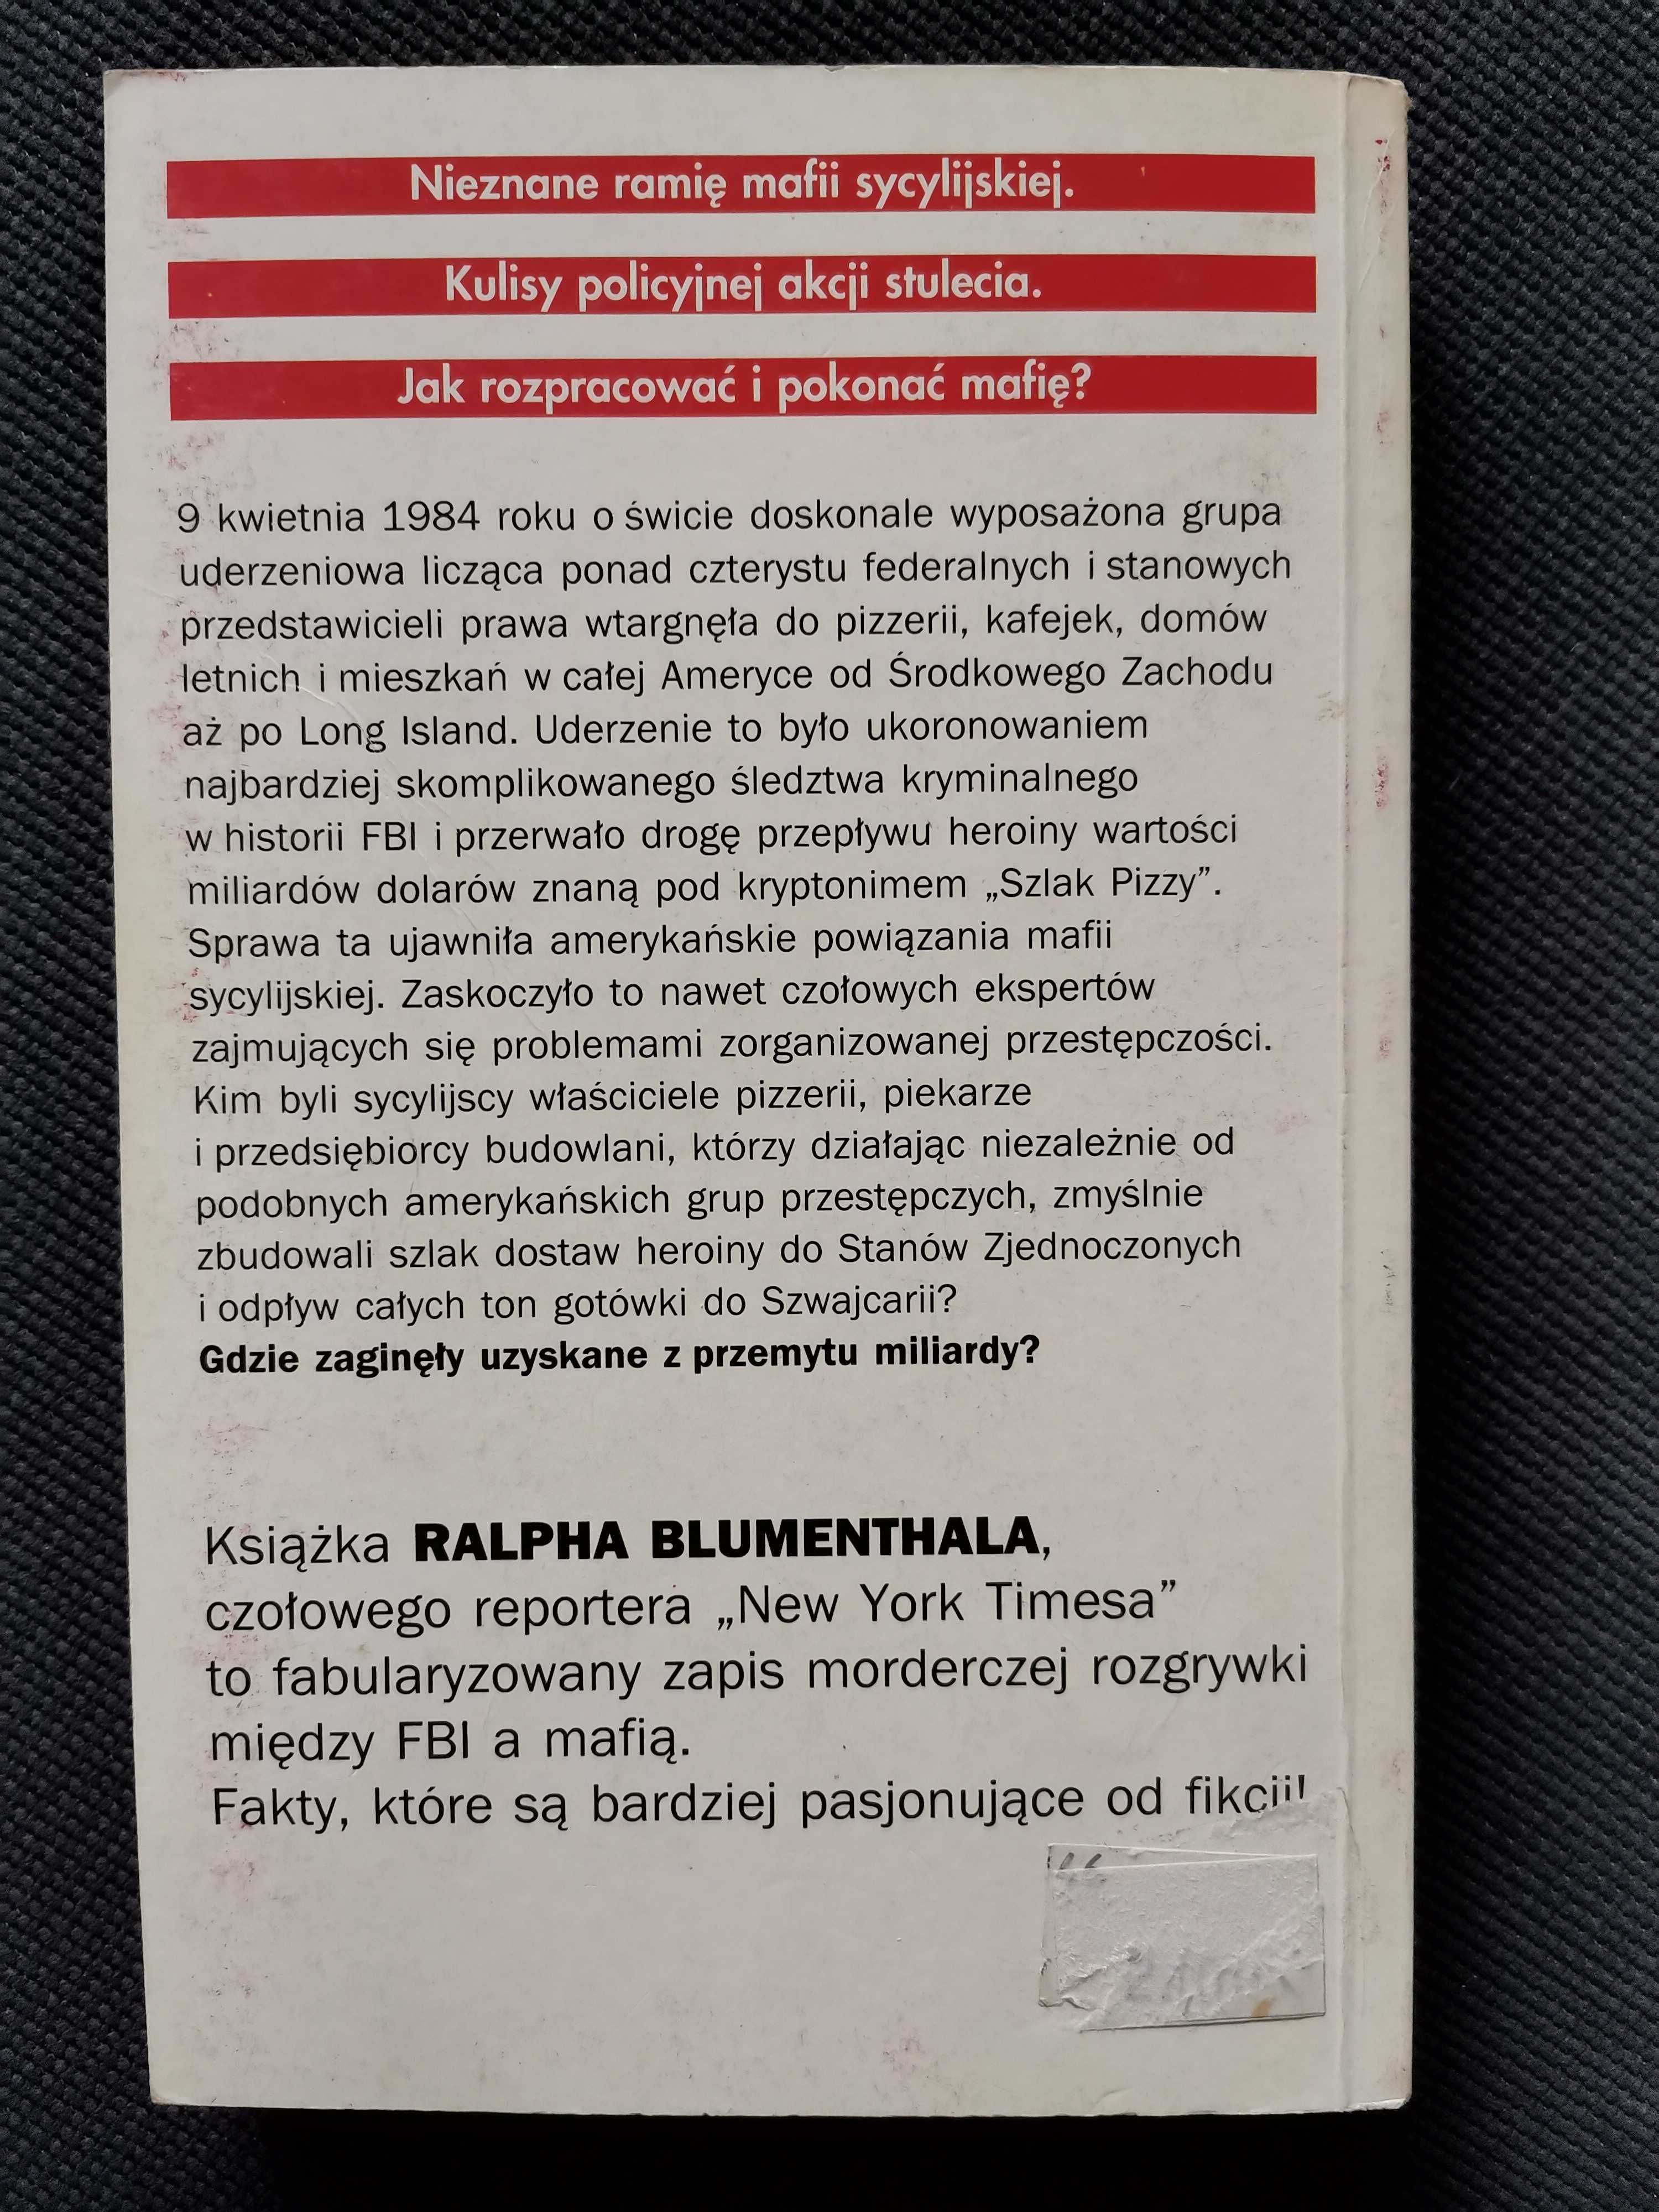 Nieznane ramię mafii sycylijskiej.
Kulisy policyjnej akcji stulecia.
Jak rozpracować i pokonać mafię?
9 kwietnia 1984 roku o świcie doskonale wyposażona grupa
uderzeniowa licząca ponad czterystu federalnych i stanowych
przedstawicieli prawa wtargnęła do pizzerii, kafejek, domów
letnich i mieszkań w całej Ameryce od Środkowego Zachodu
aż po Long Island. Uderzenie to było ukoronowaniem
najbardziej skomplikowanego śledztwa kryminalnego
w historii FBI i przerwało drogę przepływu heroiny wartości
miliardów dolarów znaną pod kryptonimem „Szlak Pizzy”.
Sprawa ta ujawniła amerykańskie powiązania mafii
sycylijskiej. Zaskoczyło to nawet czołowych ekspertów
zajmujących się problemami zorganizowanej przestępczości.
Kim byli sycylijscy właściciele pizzerii, piekarze
i przedsiębiorcy budowlani, którzy działając niezależnie od
podobnych amerykańskich grup przestępczych, zmyślnie
zbudowali szlak dostaw heroiny do Stanów Zjednoczonych
i odpływ całych ton gotówki do Szwajcarii?
Gdzie zaginęły uzyskane z przemytu miliardy?
Książka RALPHA BLUMENTHALA,
czołowego reportera „New York Timesa”
to fabularyzowany zapis morderczej rozgrywki
między FBI a mafią.
Fakty, które są bardziej pasjonujące od fikcji!